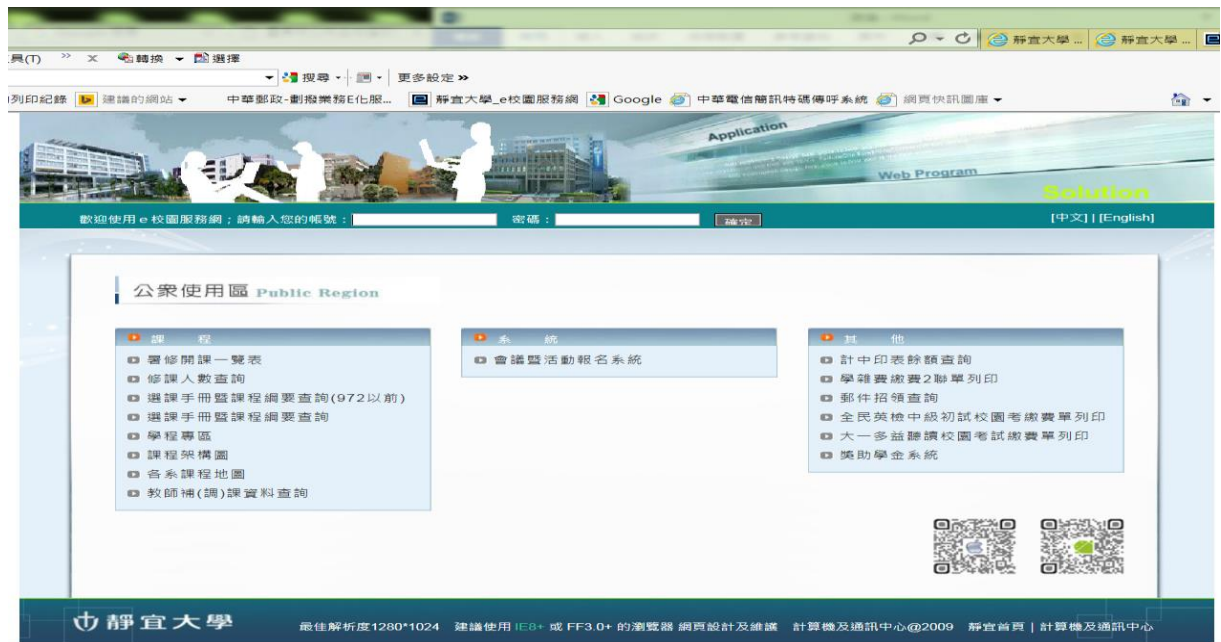 靜宜大學 ... 靜宜大學 ...
具(T) » × 轉換 選擇
搜尋 更多設定 »
列印記錄 建議的網站 中華郵政-劃撥業務E化服... 靜宜大學_e校園服務網 Google 中華電信簡訊特碼傳呼系統 網頁快訊圖庫
Application
Web Program
Solution
歡迎使用 e 校園服務網；請輸入您的帳號： 密碼： 確定 [中文] | [English]
公眾使用區 Public Region
課 程
暑修開課一覽表
修課人數查詢
選課手冊暨課程綱要查詢(972以前)
選課手冊暨課程綱要查詢
學程專區
課程架構圖
各系課程地圖
教師補(調)課資料查詢
系 統
會議暨活動報名系統
其 他
計中印表餘額查詢
學雜費繳費2聯單列印
郵件招領查詢
全民英檢中級初試校園考繳費單列印
大一多益聽讀校園考試繳費單列印
獎助學金系統
靜宜大學 最佳解析度1280*1024 建議使用 IE8+ 或 FF3.0+ 的瀏覽器 網頁設計及維護 計算機及通訊中心@2009 靜宜首頁 | 計算機及通訊中心